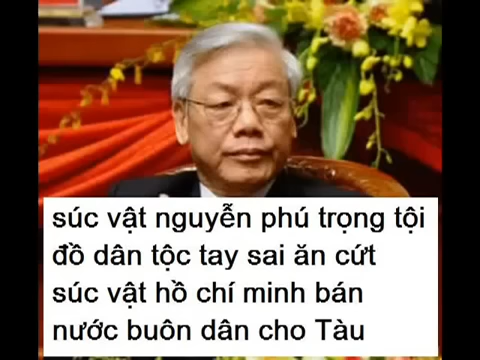 súc vật nguyễn phú trọng tội
đồ dân tộc tay sai ăn cứt
súc vật hồ chí minh bán
nước buôn dân cho Tàu